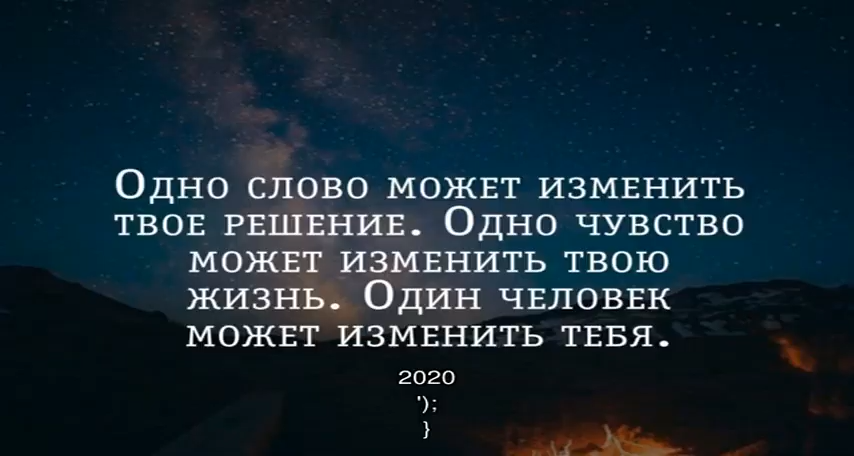 Одно слово может изменить
твое решение. Одно чувство
может изменить твою
жизнь. Один человек
может изменить тебя.
2020
');
}